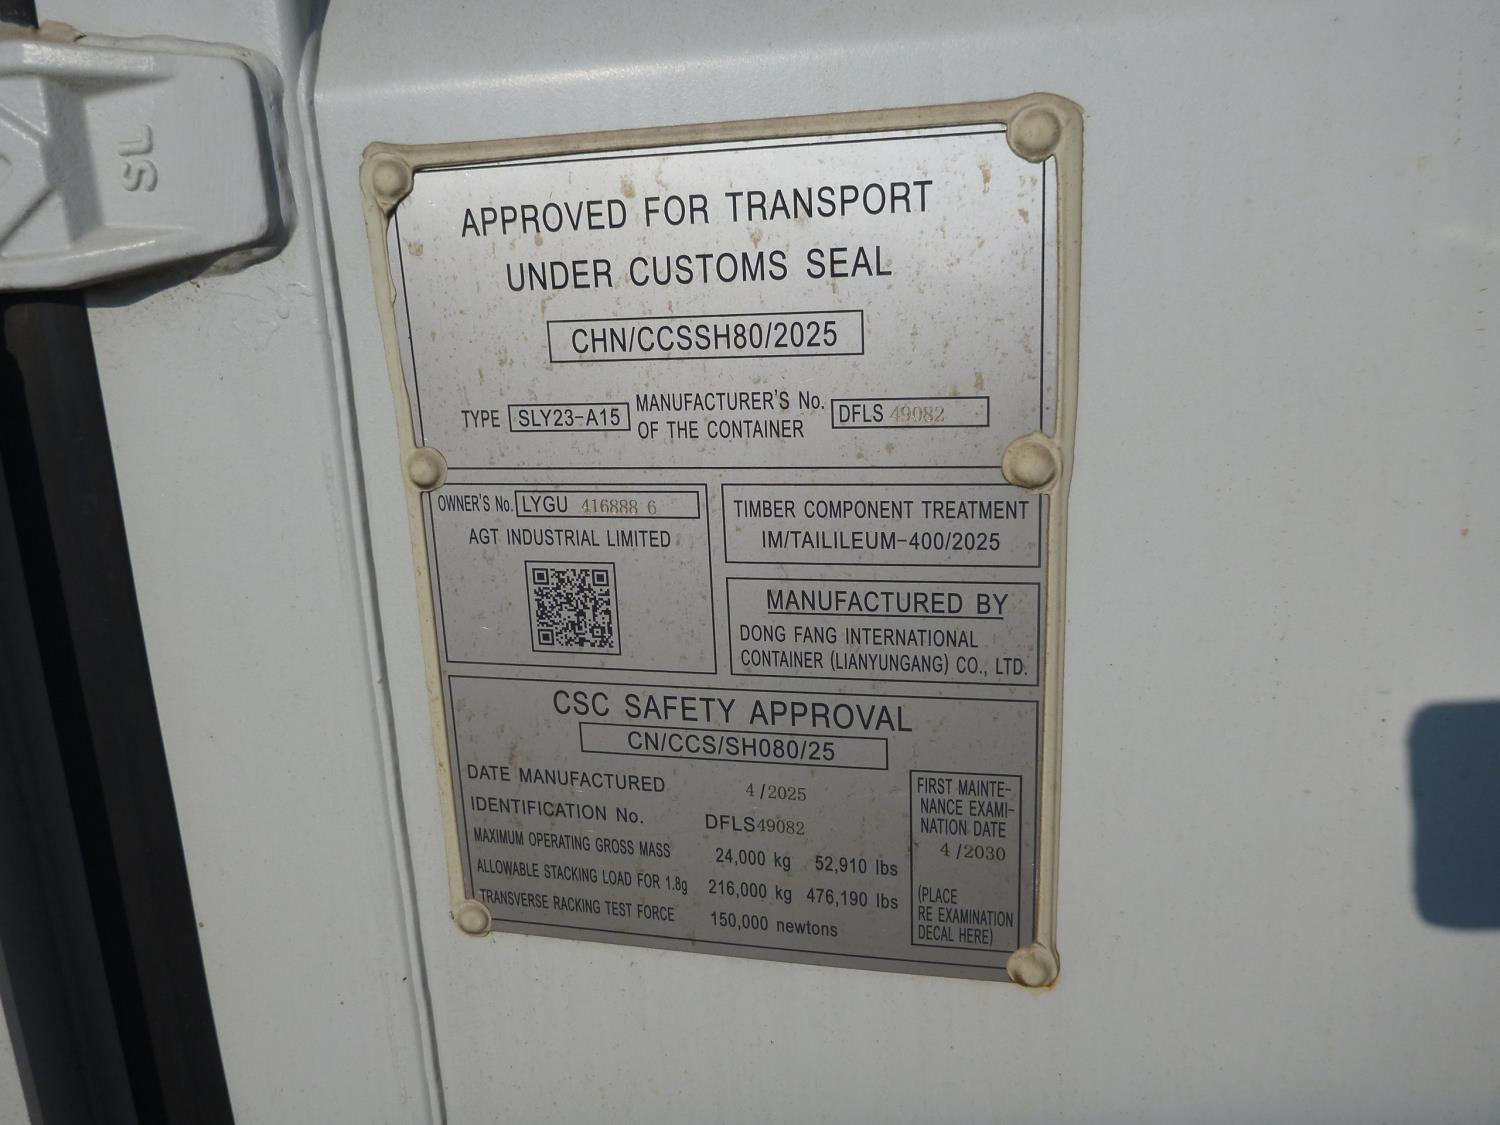 SL
APPROVED FOR TRANSPORT
UNDER CUSTOMS SEAL
CHN/CCSSH80/2025
TYPE SLY23-A15 MANUFACTURER'S No. OF THE CONTAINER DFLS 49082
OWNER'S No. LYGU 416888 6
AGT INDUSTRIAL LIMITED
TIMBER COMPONENT TREATMENT
IM/TAILILEUM-400/2025
MANUFACTURED BY
DONG FANG INTERNATIONAL
CONTAINER (LIANYUNGANG) CO., LTD.
CSC SAFETY APPROVAL
CN/CCS/SH080/25
DATE MANUFACTURED 4/2025
IDENTIFICATION No. DFLS49082
MAXIMUM OPERATING GROSS MASS 24,000 kg 52,910 lbs
ALLOWABLE STACKING LOAD FOR 1.8g 216,000 kg 476,190 lbs
TRANSVERSE RACKING TEST FORCE 150,000 newtons
FIRST MAINTE-
NANCE EXAMI-
NATION DATE
4/2030
(PLACE
RE EXAMINATION
DECAL HERE)